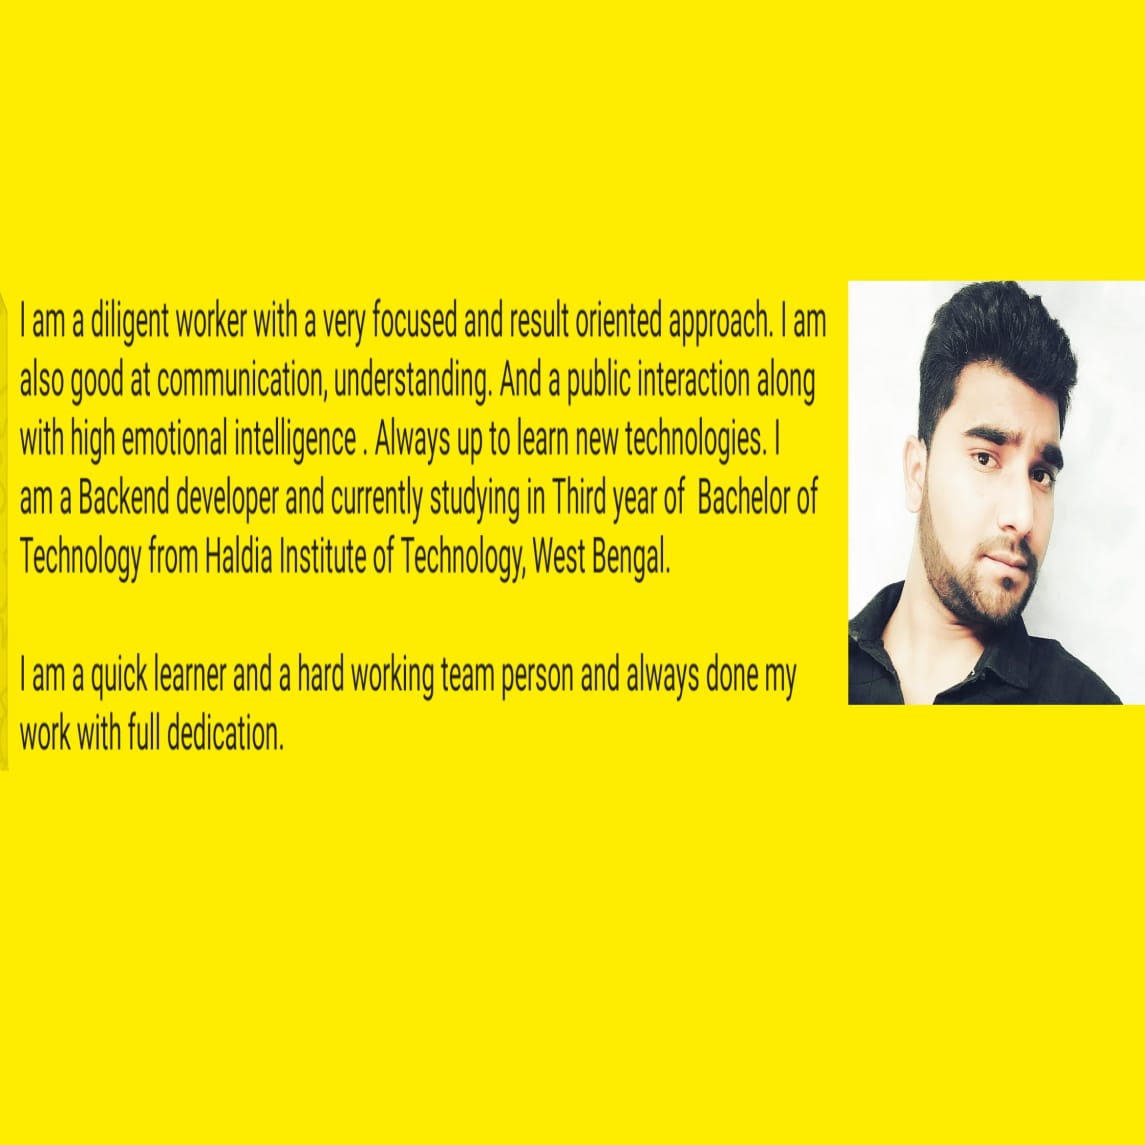 I am a diligent worker with a very focused and result oriented approach. I am
also good at communication, understanding. And a public interaction along
with high emotional intelligence . Always up to learn new technologies. I
am a Backend developer and currently studying in Third year of  Bachelor of
Technology from Haldia Institute of Technology, West Bengal.
I am a quick learner and a hard working team person and always done my
work with full dedication.